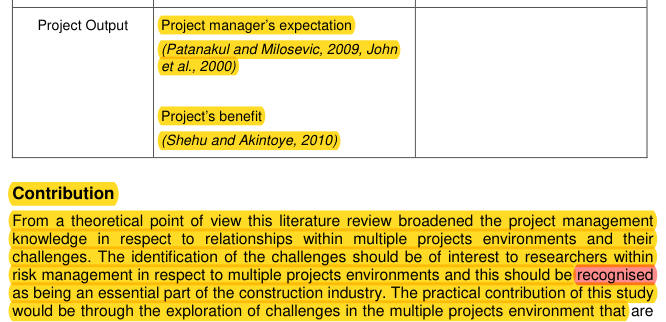 Project Output
Project manager's expectation
(Patanakul and Milosevic, 2009, John
et al., 2000)
Project's benefit
(Shehu and Akintoye, 2010)
Contribution
From a theoretical point of view this literature review broadened the project management
knowledge in respect to relationships within multiple projects environments and their
challenges. The identification of the challenges should be of interest to researchers within
risk management in respect to multiple projects environments and this should be recognised
as being an essential part of the construction industry. The practical contribution of this study
would be through the exploration of challenges in the multiple projects environment that are